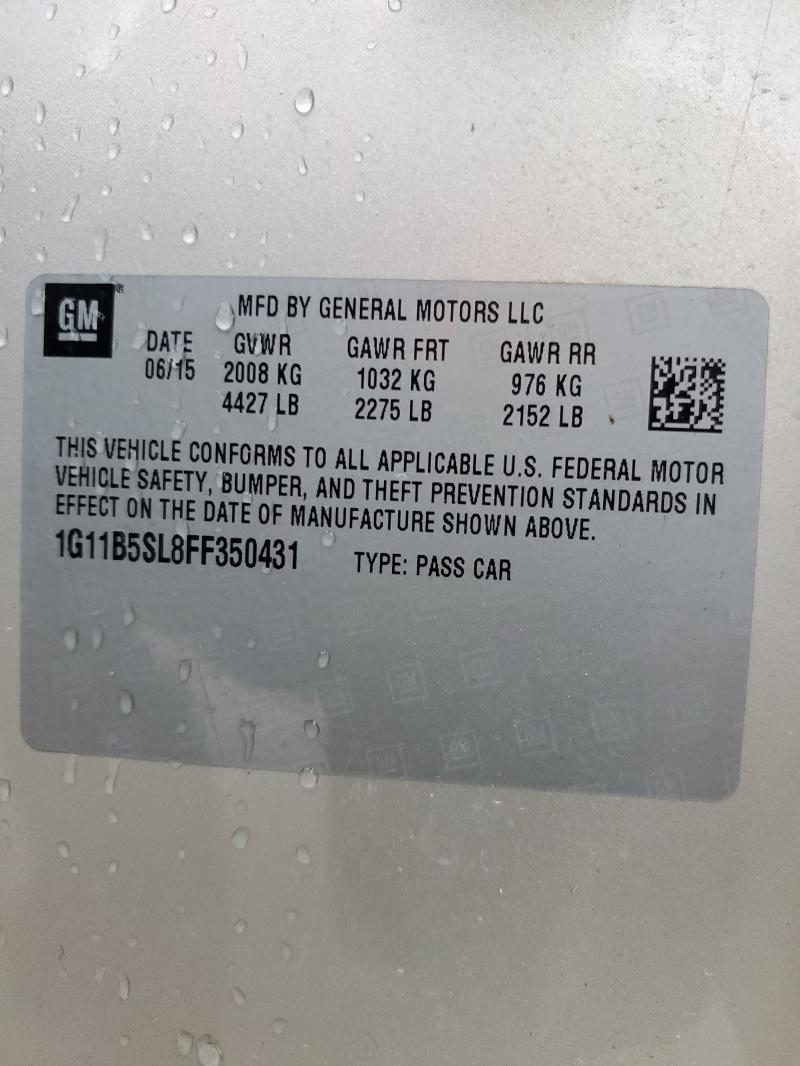 GM
MFD BY GENERAL MOTORS LLC
DATE GVWR GAWR FRT GAWR RR
06/15 2008 KG 1032 KG 976 KG
4427 LB 2275 LB 2152 LB
THIS VEHICLE CONFORMS TO ALL APPLICABLE U.S. FEDERAL MOTOR
VEHICLE SAFETY, BUMPER, AND THEFT PREVENTION STANDARDS IN
EFFECT ON THE DATE OF MANUFACTURE SHOWN ABOVE.
1G11B5SL8FF350431 TYPE: PASS CAR